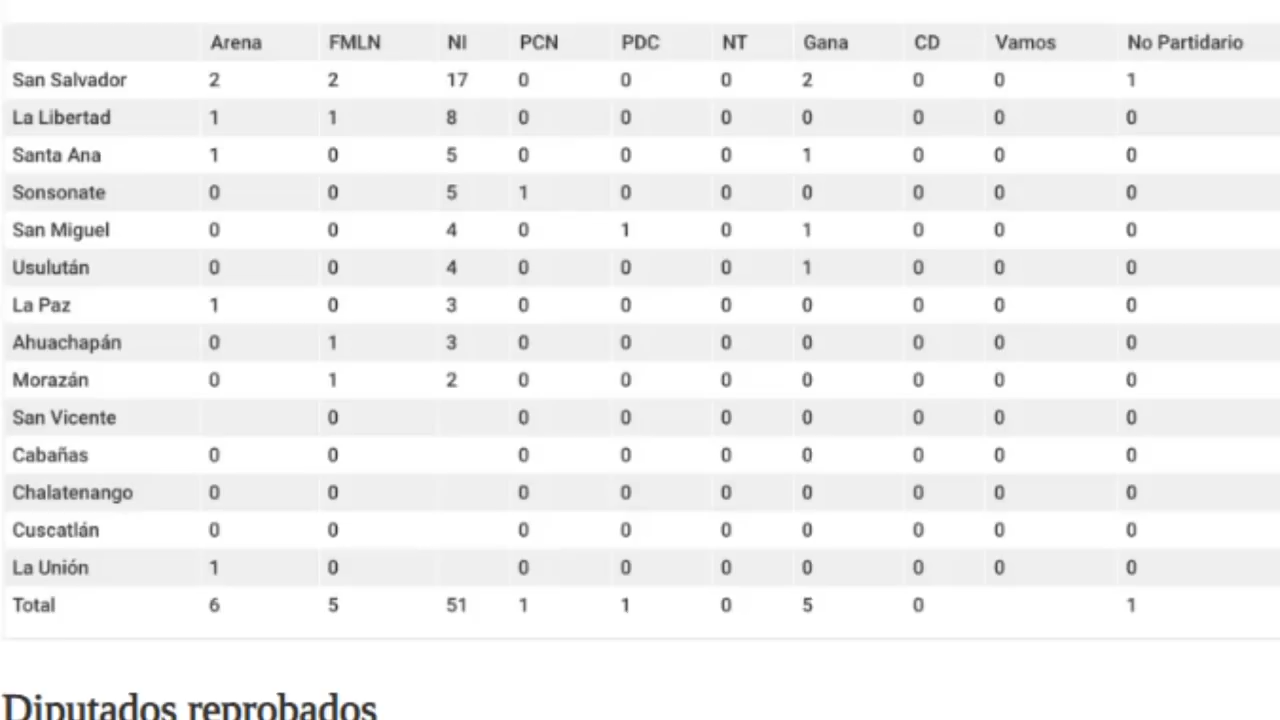 Arena FMLN NI PCN PDC NT Gana CD Vamos No Partidario
San Salvador 2 2 17 0 0 0 2 0 0 1
La Libertad 1 1 8 0 0 0 0 0 0 0
Santa Ana 1 0 5 0 0 0 1 0 0 0
Sonsonate 0 0 5 1 0 0 0 0 0 0
San Miguel 0 0 4 0 1 0 1 0 0 0
Usulután 0 0 4 0 0 0 1 0 0 0
La Paz 1 0 3 0 0 0 0 0 0 0
Ahuachapán 0 1 3 0 0 0 0 0 0 0
Morazán 0 1 2 0 0 0 0 0 0 0
San Vicente 0 0 0 0 0 0 0 0
Cabañas 0 0 0 0 0 0 0 0 0
Chalatenango 0 0 0 0 0 0 0 0 0
Cuscatlán 0 0 0 0 0 0 0 0 0
La Unión 1 0 0 0 0 0 0 0 0
Total 6 5 51 1 1 0 5 0 1
Diputados reprobados